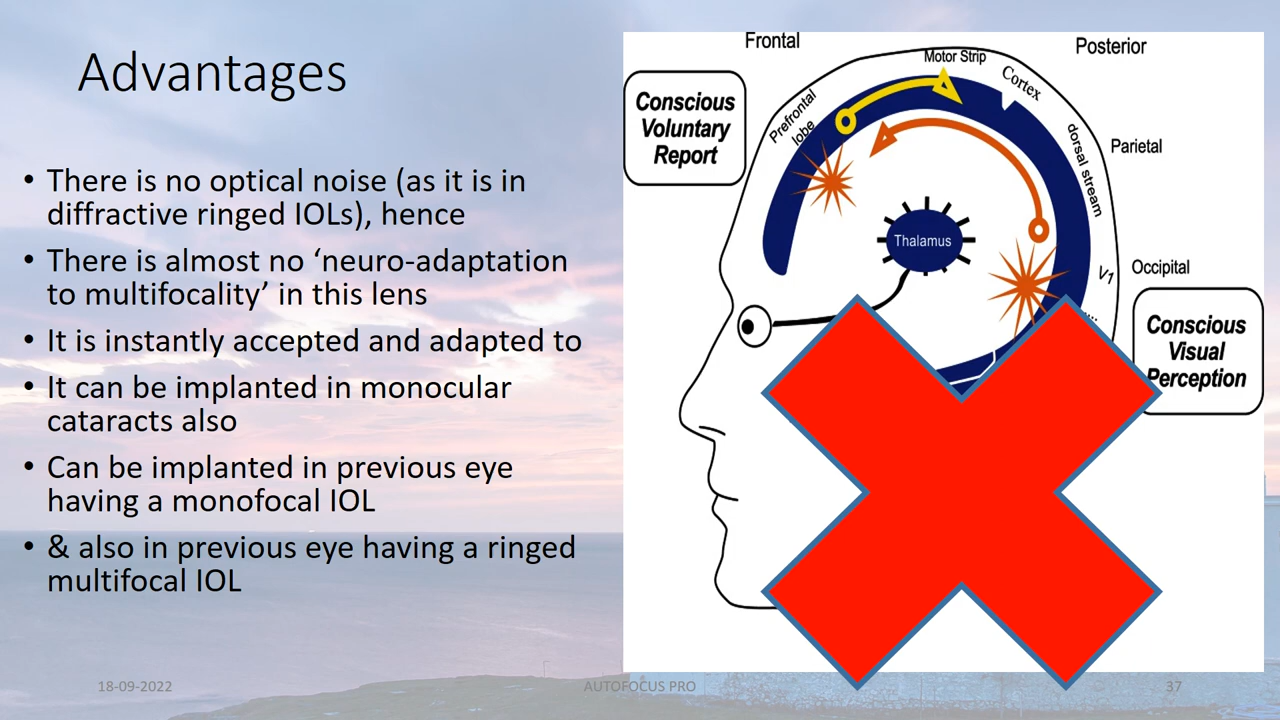 Advantages
• There is no optical noise (as it is in
diffractive ringed IOLs), hence
• There is almost no ‘neuro-adaptation
to multifocality’ in this lens
• It is instantly accepted and adapted to
• It can be implanted in monocular
cataracts also
• Can be implanted in previous eye
having a monofocal IOL
• & also in previous eye having a ringed
multifocal IOL
Frontal
Posterior
Motor Strip
Cortex
Conscious
Voluntary
Report
Prefrontal
lobe
dorsal stream
Parietal
Thalamus
V1
Occipital
Conscious
Visual
Perception
18-09-2022
AUTOFOCUS PRO
37